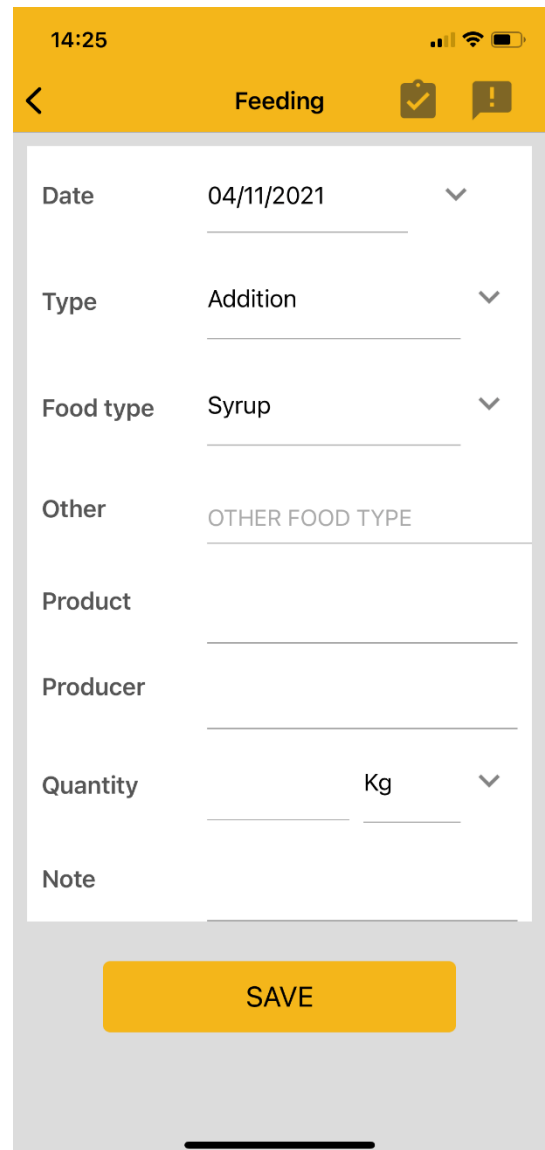 14:25
Feeding
Date 04/11/2021
Type Addition
Food type Syrup
Other OTHER FOOD TYPE
Product
Producer
Quantity Kg
Note
SAVE